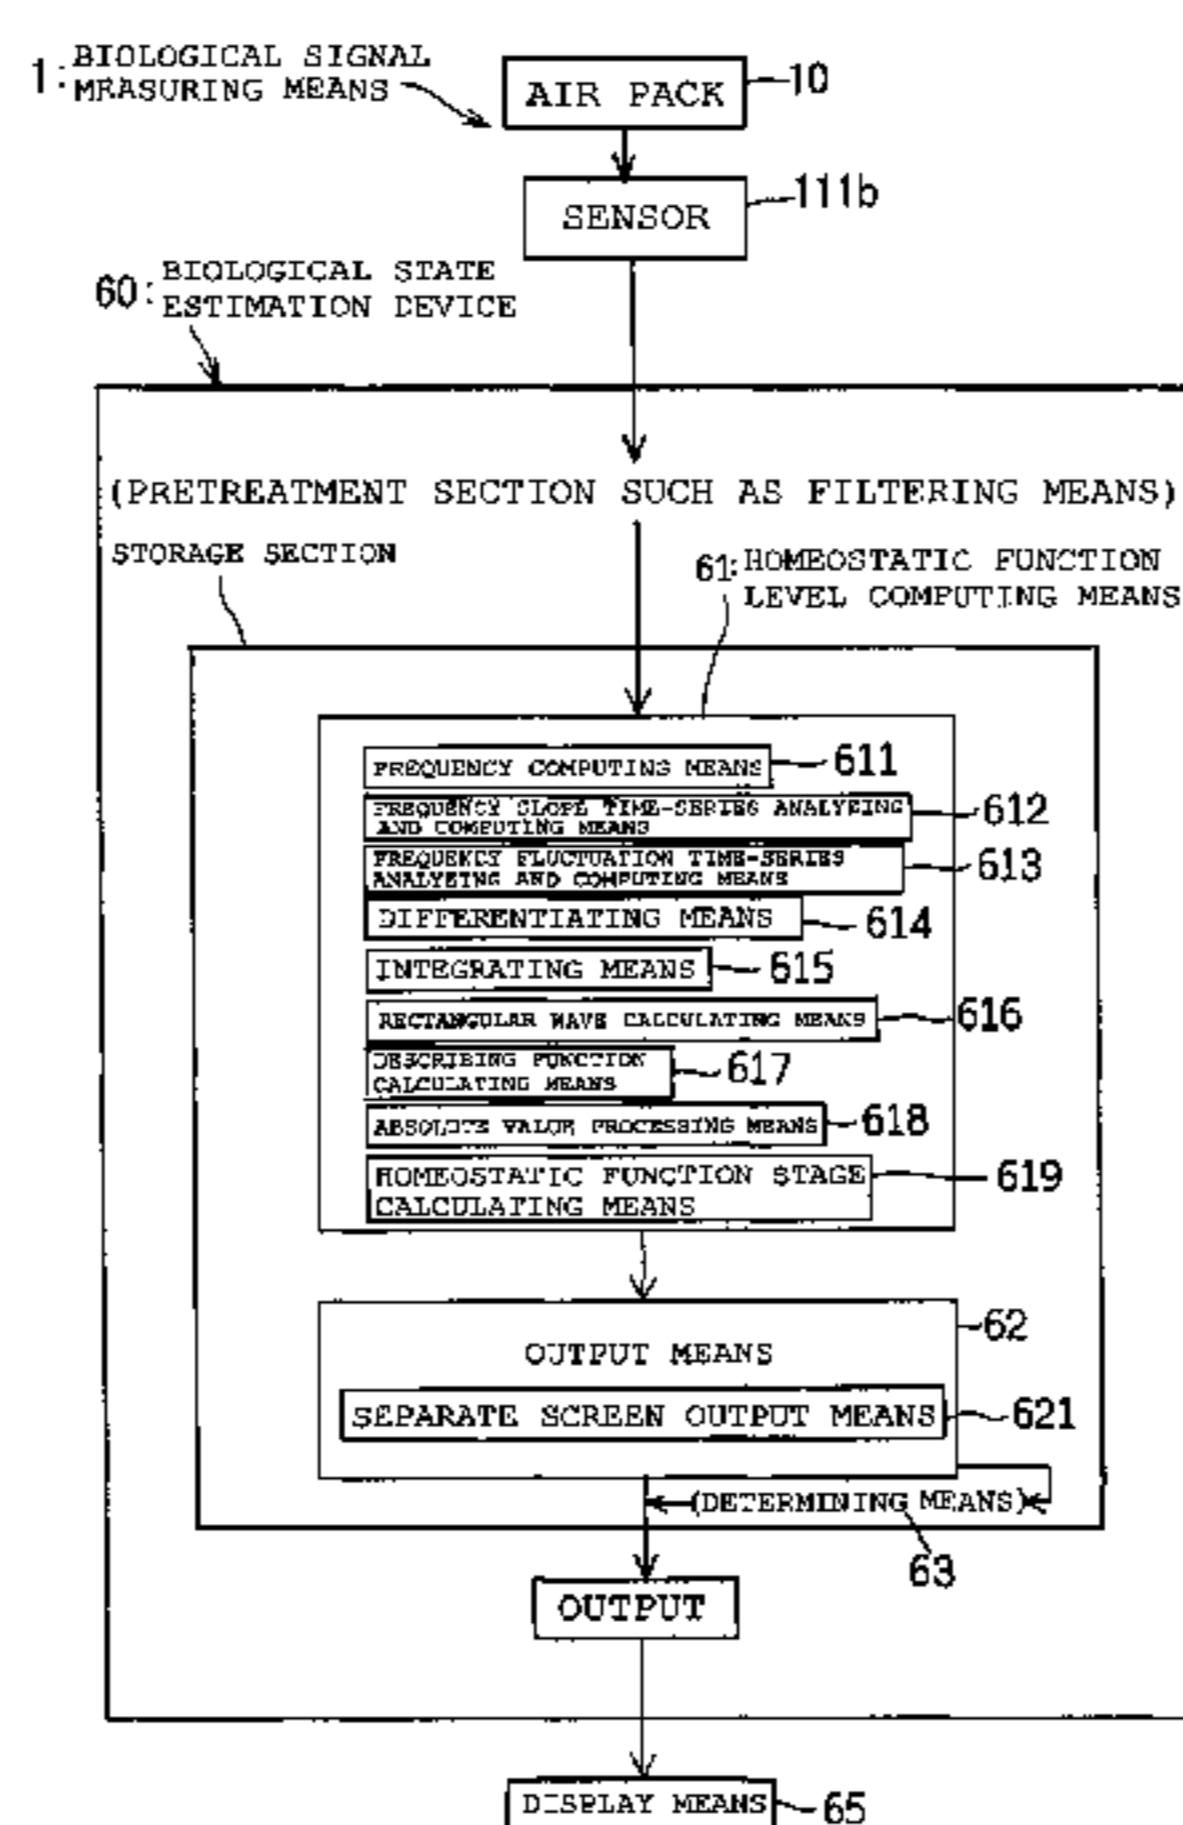 1: BIOLOGICAL SIGNAL
MRASURING MEANS
AIR PACK
10
SENSOR
111b
60: BIOLOGICAL STATE
ESTIMATION DEVICE
(PRETREATMENT SECTION SUCH AS FILTERING MEANS)
STORAGE SECTION
61: HOMEOSTATIC FUNCTION
LEVEL COMPUTING MEANS
FREQUENCY COMPUTING MEANS
611
FREQUENCY SLOPE TIME-SERIES ANALYZING
AND COMPUTING MEANS
612
FREQUENCY FLUCTUATION TIME-SERIES
ANALYZING AND COMPUTING MEANS
613
DIFFERENTIATING MEANS
614
INTEGRATING MEANS
615
RECTANGULAR WAVE CALCULATING MEANS
616
DESCRIBING FUNCTION
CALCULATING MEANS
617
ABSOLUTE VALUE PROCESSING MEANS
618
HOMEOSTATIC FUNCTION STAGE
CALCULATING MEANS
619
OUTPUT MEANS
62
SEPARATE SCREEN OUTPUT MEANS
621
(DETERMINING MEANS)
63
OUTPUT
DISPLAY MEANS
65